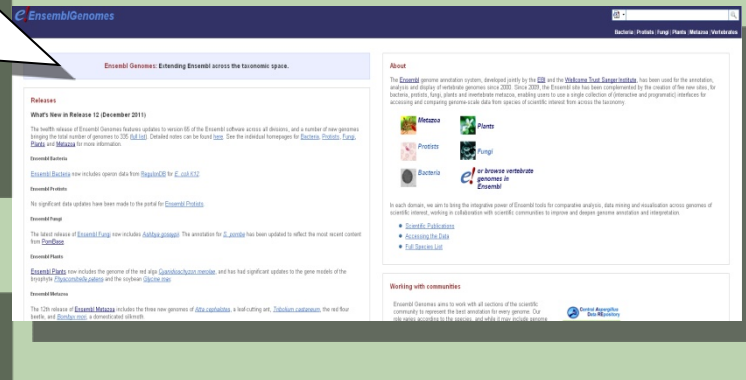 EnsemblGenomes
Bacteria | Protists | Fungi | Plants | Metazoa | Vertebrates
Ensembl Genomes: Extending Ensembl across the taxonomic space.
Releases
What's New in Release 12 (December 2011)
The twelfth release of Ensembl Genomes features updates to version 65 of the Ensembl software across all divisions, and a number of new genomes
bringing the total number of genomes to 335 (full list). Detailed notes can be found here. See the individual homepages for Bacteria, Protists, Fungi,
Plants and Metazoa for more information.
Ensembl Bacteria
Ensembl Bacteria now includes operon data from RegulonDB for E. coli K12.
Ensembl Protists
No significant data updates have been made to the portal for Ensembl Protists.
Ensembl Fungi
The latest release of Ensembl Fungi now includes Ashbya gossypii. The annotation for S. pombe has been updated to reflect the most recent content
from PomBase.
Ensembl Plants
Ensembl Plants now includes the genome of the red alga Cyanidioschyzon merolae, and has had significant updates to the gene models of the
bryophyte Physcomitrella patens and the soybean Glycine max.
Ensembl Metazoa
The 12th release of Ensembl Metazoa includes the three new genomes of Atta cephalotes, a leaf-cutting ant, Tribolium castaneum, the red flour
beetle, and Bombyx mori, a domesticated silkmoth.
About
The Ensembl genome annotation system, developed jointly by the EBI and the Wellcome Trust Sanger Institute, has been used for the annotation,
analysis and display of vertebrate genomes since 2000. Since 2009, the Ensembl site has been complemented by the creation of five new sites, for
bacteria, protists, fungi, plants and invertebrate metazoa, enabling users to use a single collection of (interactive and programatic) interfaces for
accessing and comparing genome-scale data from species of scientific interest from across the taxonomy.
Metazoa
Plants
Protists
Fungi
Bacteria
e! or browse vertebrate
genomes in
Ensembl
In each domain, we aim to bring the integrative power of Ensembl tools for comparative analysis, data mining and visualisation across genomes of
scientific interest, working in collaboration with scientific communities to improve and deepen genome annotation and interpretation.
Scientific Publications
Accessing the Data
Full Species List
Working with communities
Ensembl Genomes aims to work with all sections of the scientific
community to represent the best annotation for every genome. Our
role varies according to the species, and while it may include genome
Central Aspergillus
Data REpository